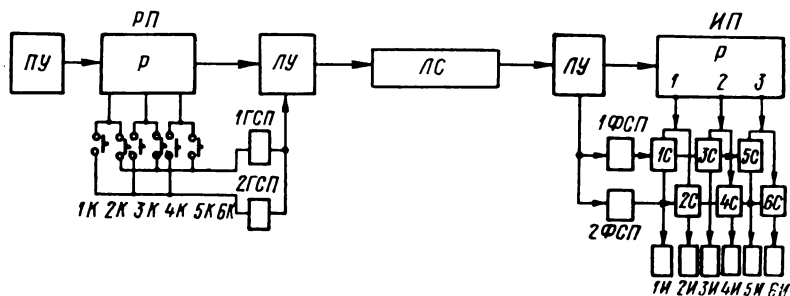 РП
ИП
ПУ
Р
ЛУ
ЛС
ЛУ
Р
1 2 3
1ГСП
2ГСП
1К 2К 3К 4К 5К 6К
1ФСП
2ФСП
1С 3С 5С
2С 4С 6С
1И 2И 3И 4И 5И 6И